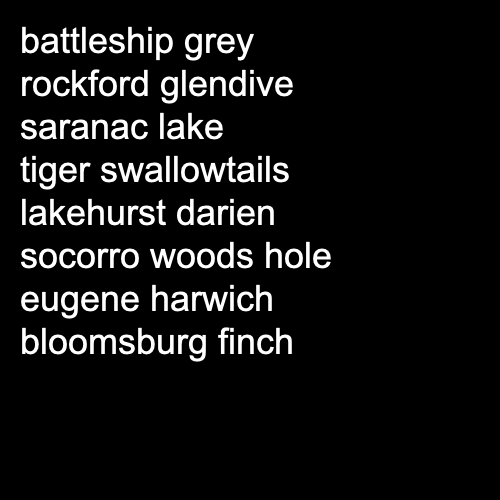 battleship grey
rockford glendive
saranac lake
tiger swallowtails
lakehurst darien
socorro woods hole
eugene harwich
bloomsburg finch